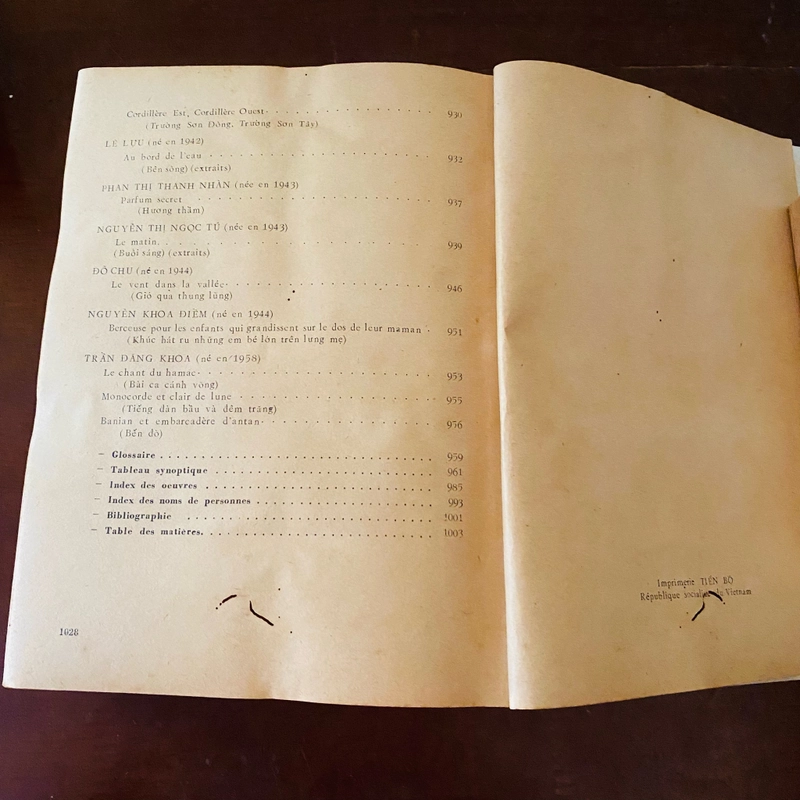 Cordillère Est, Cordillère Ouest · · · · · · · · · · · · · · · · 930
(Trường Sơn Đông, Trường Sơn Tây)
LÊ LỰU (né en 1942)
Au bord de l'eau · · · · · · · · · · · · · · · · 932
(Bến sông) (extraits)
PHAN THỊ THANH NHÀN (née en 1943)
Parfum secret · · · · · · · · · · · · · · · · 937
(Hương thầm)
NGUYỄN THỊ NGỌC TÚ (née en 1943)
Le matin. . . . . . . . . . . . . . . . . 939
(Buổi sáng) (extraits)
ĐỖ CHU (né en 1944)
Le vent dans la vallée · · · · · · · · · · · · · · · · 946
(Gió qua thung lũng)
NGUYỄN KHOA ĐIỀM (né en 1944)
Berceuse pour les enfants qui grandissent sur le dos de leur maman · 951
(Khúc hát ru những em bé lớn trên lưng mẹ)
TRẦN ĐĂNG KHOA (né en 1958)
Le chant du hamac · · · · · · · · · · · · · · · · 953
(Bài ca cánh võng)
Monocorde et clair de lune · · · · · · · · · · · · · · · · 955
(Tiếng đàn bầu và đêm trăng)
Banian et embarcadère d'antan · · · · · · · · · · · · · · · · 956
(Bến đò)
— Glossaire . . . . . . . . . . . . . . . . 959
— Tableau synoptique . . . . . . . . . . . . . . . . 961
— Index des oeuvres . . . . . . . . . . . . . . . . 985
— Index des noms de personnes . . . . . . . . . . . . . . . . 993
— Bibliographie . . . . . . . . . . . . . . . . 1001
— Table des matières. . . . . . . . . . . . . . . . . 1003
1028
Imprimerie TIẾN BỘ
République socialiste du Vietnam